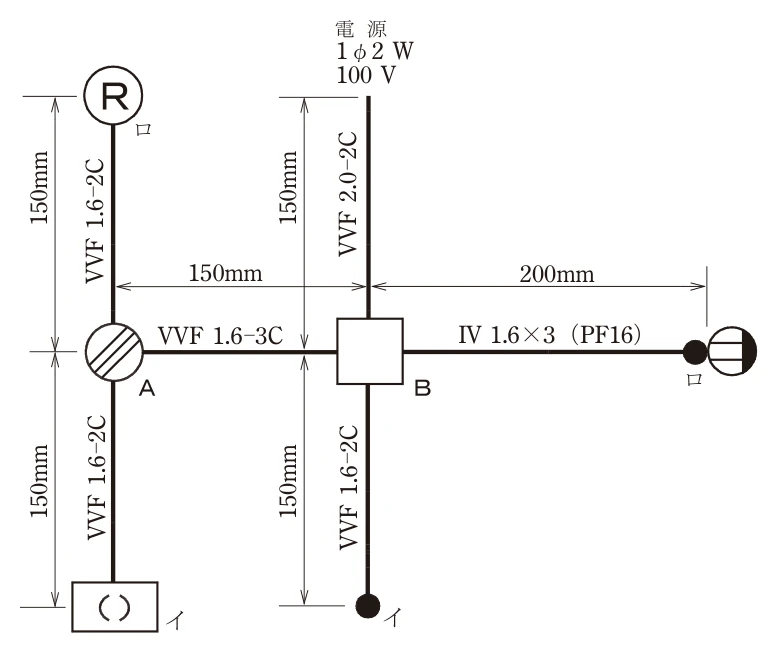 電源
1φ2 W
100 V
R
ロ
150mm
VVF 1.6-2C
150mm
VVF 2.0-2C
150mm
200mm
VVF 1.6-3C
IV 1.6×3（PF16）
A
B
ロ
150mm
VVF 1.6-2C
150mm
VVF 1.6-2C
( )
イ
イ